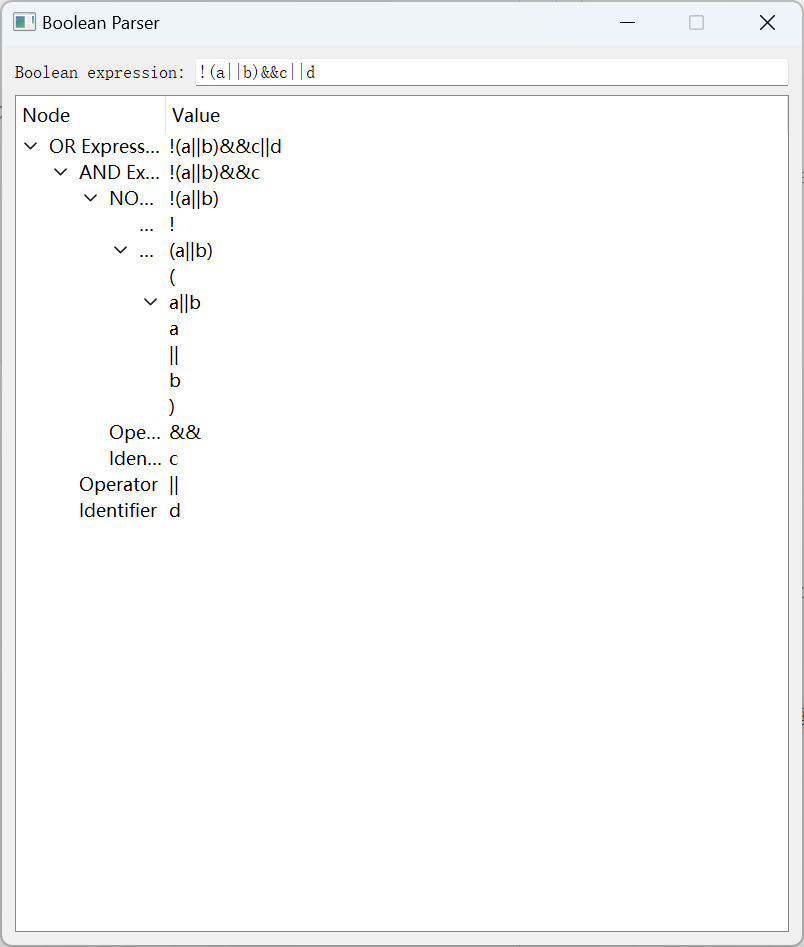 Boolean Parser
Boolean expression: !(a||b)&&c||d
Node Value
OR Express... !(a||b)&&c||d
AND Ex... !(a||b)&&c
NO... !(a||b)
... !
... (a||b)
(
a||b
a
||
b
)
Ope... &&
Iden... c
Operator ||
Identifier d